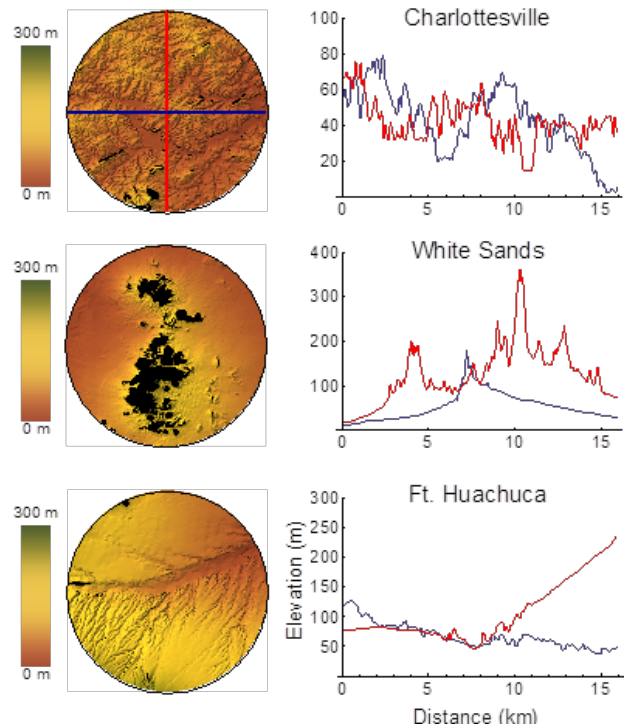 300 m
0 m
Charlottesville
100
80
60
40
20
0 5 10 15
300 m
0 m
White Sands
400
300
200
100
0 5 10 15
300 m
0 m
Ft. Huachuca
Elevation (m)
300
250
200
150
100
50
0 5 10 15
Distance (km)